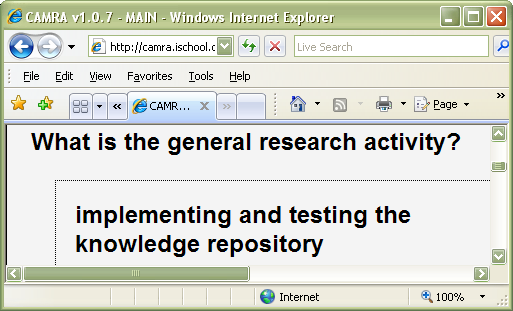 CAMRA v1.0.7 - MAIN - Windows Internet Explorer
http://camra.ischool.c
Live Search
File Edit View Favorites Tools Help
CAMR...
Page
What is the general research activity?
implementing and testing the
knowledge repository
Internet
100%